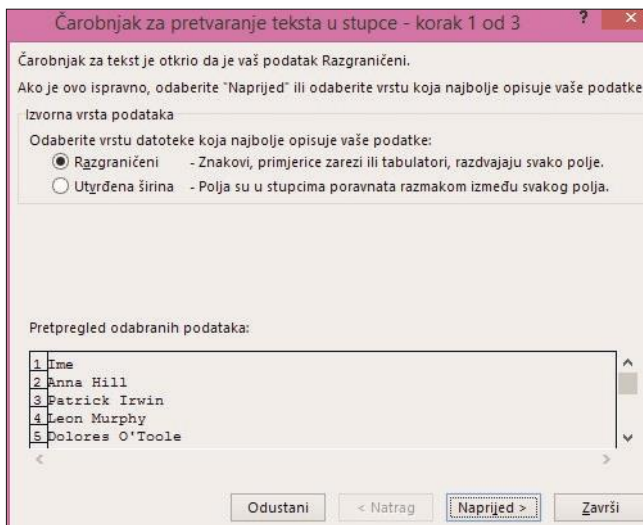 Čarobnjak za pretvaranje teksta u stupce - korak 1 od 3
Čarobnjak za tekst je otkrio da je vaš podatak Razgraničeni.
Ako je ovo ispravno, odaberite "Naprijed" ili odaberite vrstu koja najbolje opisuje vaše podatke
Izvorna vrsta podataka
Odaberite vrstu datoteke koja najbolje opisuje vaše podatke:
Razgraničeni - Znakovi, primjerice zarezi ili tabulatori, razdvajaju svako polje.
Utvrđena širina - Polja su u stupcima poravnata razmakom između svakog polja.
Pretpregled odabranih podataka:
1 Ime
2 Anna Hill
3 Patrick Irwin
4 Leon Murphy
5 Dolores O'Toole
Odustani < Natrag Naprijed > Završi